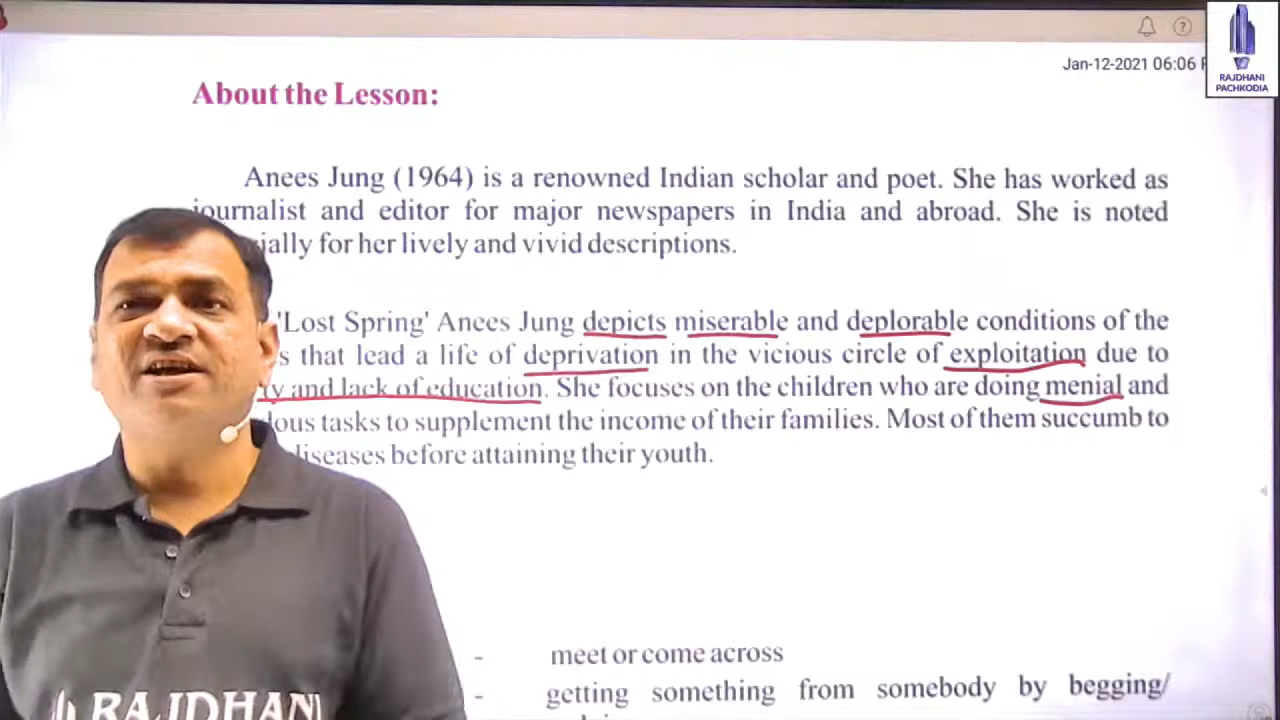 Jan-12-2021 06:06
RAJDHANI
PACHKODIA
About the Lesson:
Anees Jung (1964) is a renowned Indian scholar and poet. She has worked as
journalist and editor for major newspapers in India and abroad. She is noted
for her lively and vivid descriptions.
'Lost Spring' Anees Jung depicts miserable and deplorable conditions of the
that lead a life of deprivation in the vicious circle of exploitation due to
and lack of education. She focuses on the children who are doing menial and
tasks to supplement the income of their families. Most of them succumb to
diseases before attaining their youth.
- meet or come across
- getting something from somebody by begging/
RAJDHANI